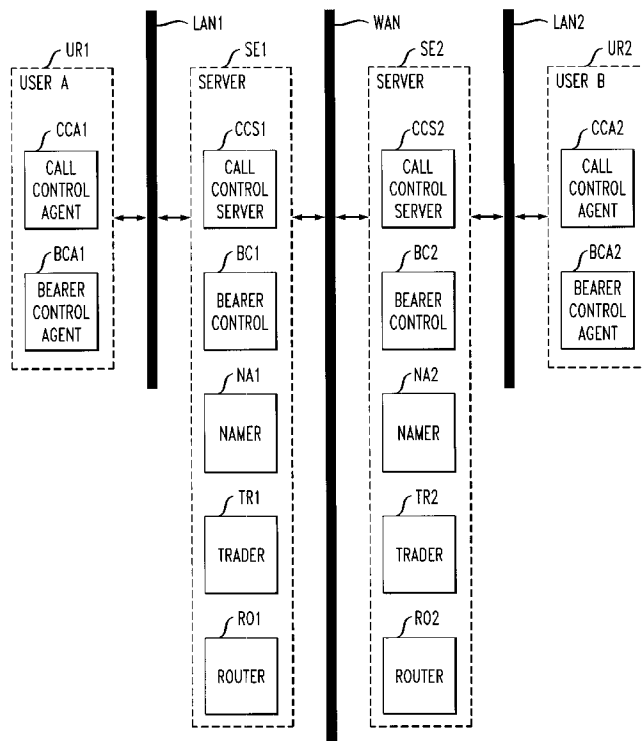 LAN1
WAN
LAN2
UR1
SE1
SE2
UR2
USER A
SERVER
SERVER
USER B
CCA1
CCS1
CCS2
CCA2
CALL
CONTROL
AGENT
CALL
CONTROL
SERVER
CALL
CONTROL
SERVER
CALL
CONTROL
AGENT
BCA1
BC1
BC2
BCA2
BEARER
CONTROL
AGENT
BEARER
CONTROL
BEARER
CONTROL
BEARER
CONTROL
AGENT
NA1
NA2
NAMER
NAMER
TR1
TR2
TRADER
TRADER
RO1
RO2
ROUTER
ROUTER